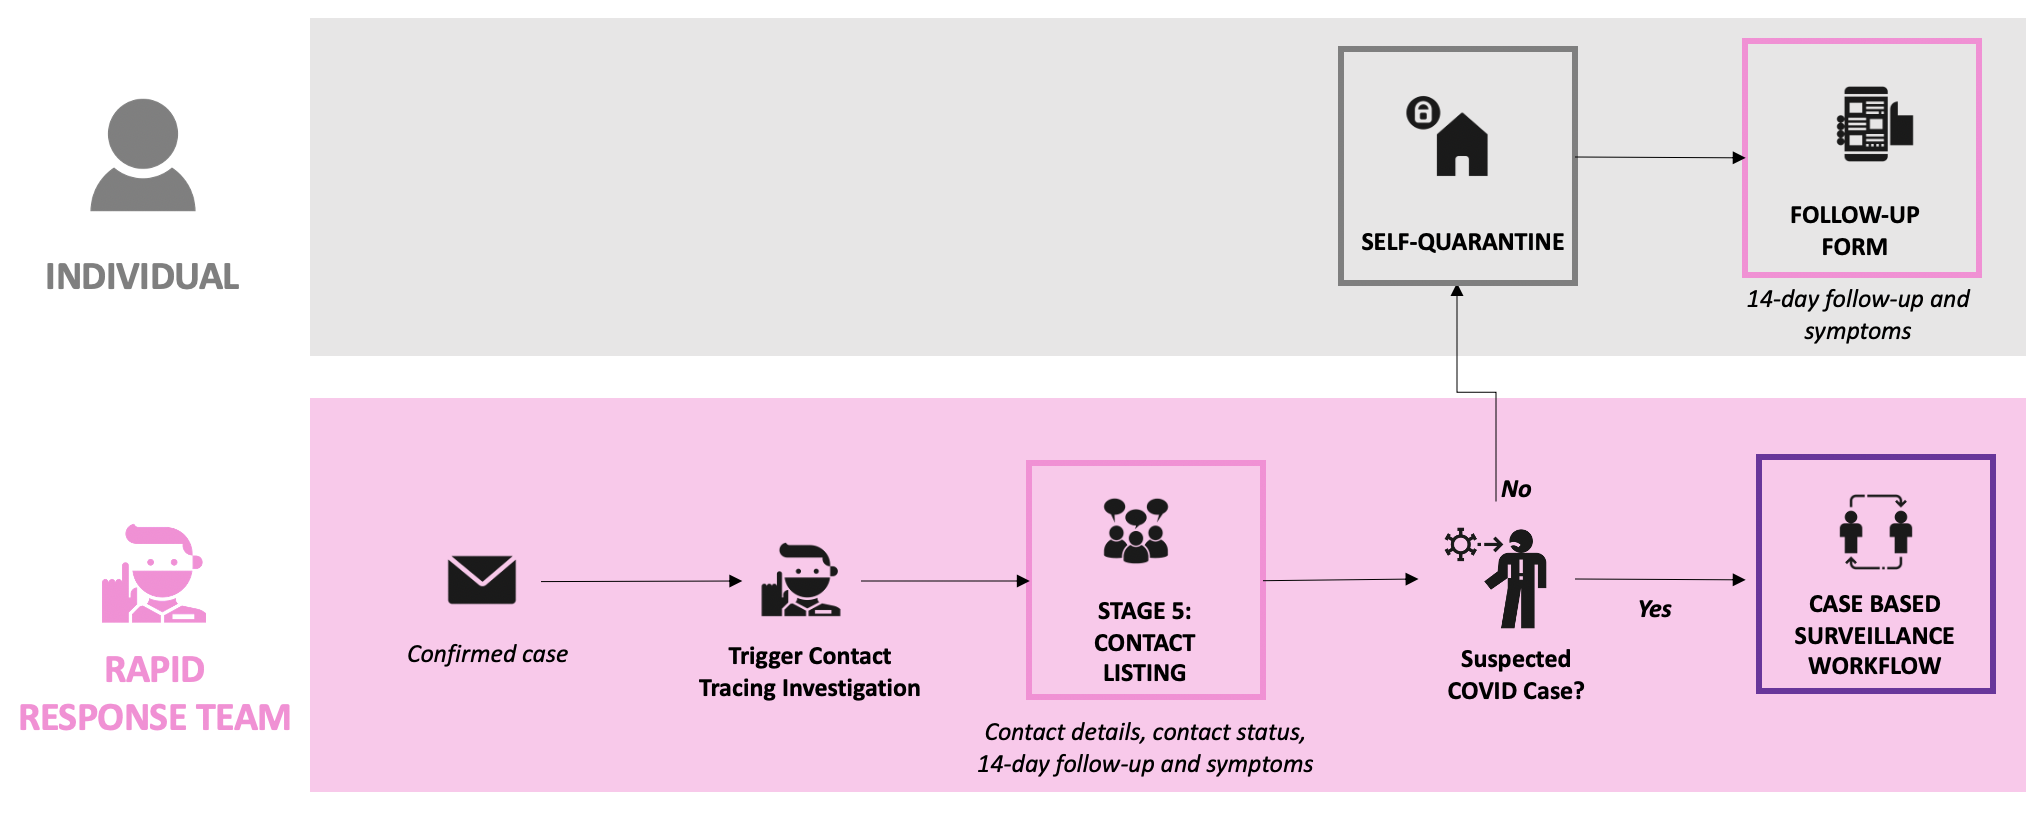 INDIVIDUAL
SELF-QUARANTINE
FOLLOW-UP
FORM
14-day follow-up and
symptoms
RAPID
RESPONSE TEAM
Confirmed case
Trigger Contact
Tracing Investigation
STAGE 5:
CONTACT
LISTING
Contact details, contact status,
14-day follow-up and symptoms
No
Suspected
COVID Case?
Yes
CASE BASED
SURVEILLANCE
WORKFLOW